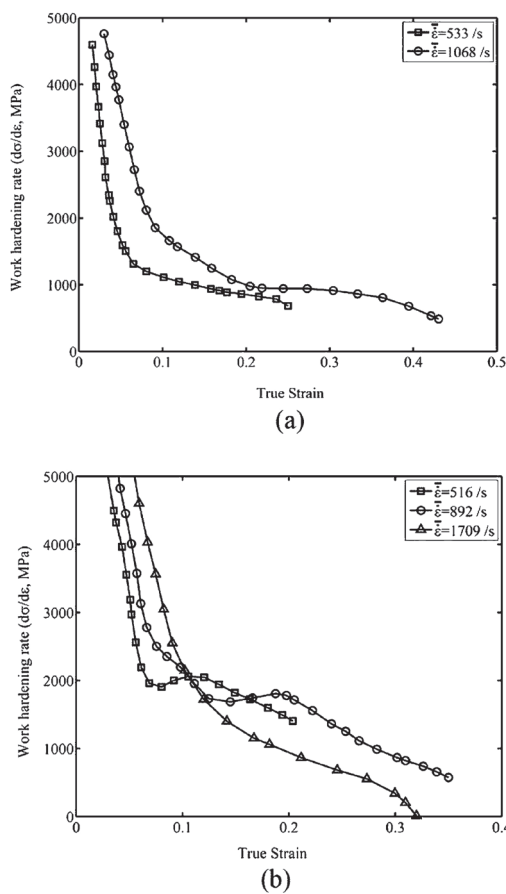 5000
4000
3000
2000
1000
0
Work hardening rate (dσ/dε, MPa)
ε̄̇=533 /s
ε̄̇=1068 /s
0
0.1
0.2
0.3
0.4
0.5
True Strain
(a)
5000
4000
3000
2000
1000
0
Work hardening rate (dσ/dε, MPa)
ε̄̇=516 /s
ε̄̇=892 /s
ε̄̇=1709 /s
0
0.1
0.2
0.3
0.4
True Strain
(b)